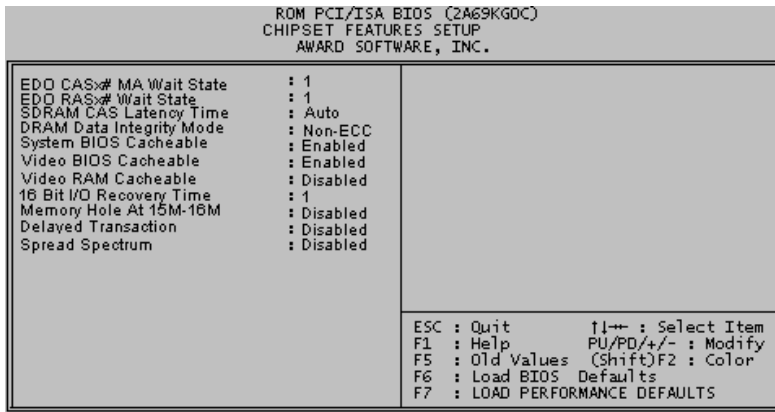 ROM PCI/ISA BIOS (2A69KGOC)
CHIPSET FEATURES SETUP
AWARD SOFTWARE, INC.
EDO CASx# MA Wait State : 1
EDO RASx# Wait State : 1
SDRAM CAS Latency Time : Auto
DRAM Data Integrity Mode : Non-ECC
System BIOS Cacheable : Enabled
Video BIOS Cacheable : Enabled
Video RAM Cacheable : Disabled
16 Bit I/O Recovery Time : 1
Memory Hole At 15M-16M : Disabled
Delayed Transaction : Disabled
Spread Spectrum : Disabled
ESC : Quit ↑↓→← : Select Item
F1 : Help PU/PD/+/- : Modify
F5 : Old Values (Shift)F2 : Color
F6 : Load BIOS Defaults
F7 : LOAD PERFORMANCE DEFAULTS